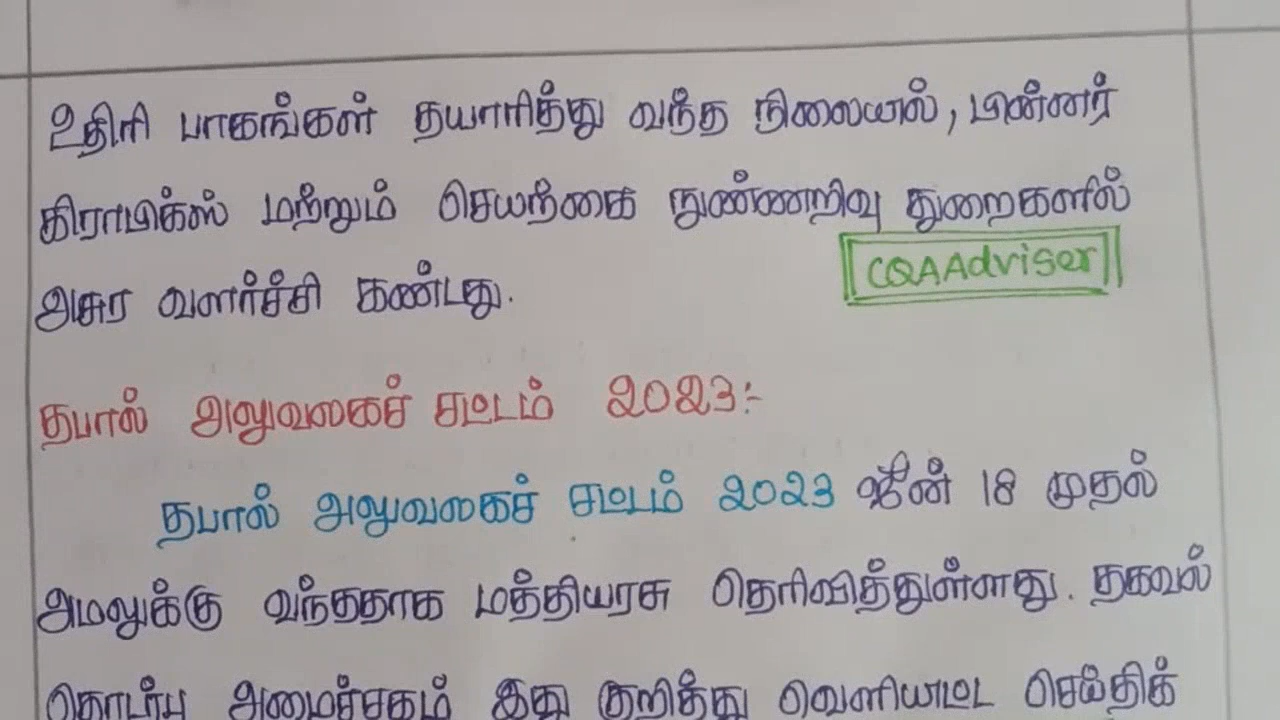 உதிரி பாகங்கள் தயாரித்து வந்த நிலையில், பின்னர்
கிராபிக்ஸ் மற்றும் செயற்கை நுண்ணறிவு துறைகளில்
அசுர வளர்ச்சி கண்டது.
CQAAdviser
தபால் அலுவலகச் சட்டம் 2023:-
தபால் அலுவலகச் சட்டம் 2023 ஜீன் 18 முதல்
அமலுக்கு வந்ததாக மத்தியரசு தெரிவித்துள்ளது. தகவல்
தொடர்பு அமைச்சகம் இது குறித்து வெளியிட்ட செய்திக்